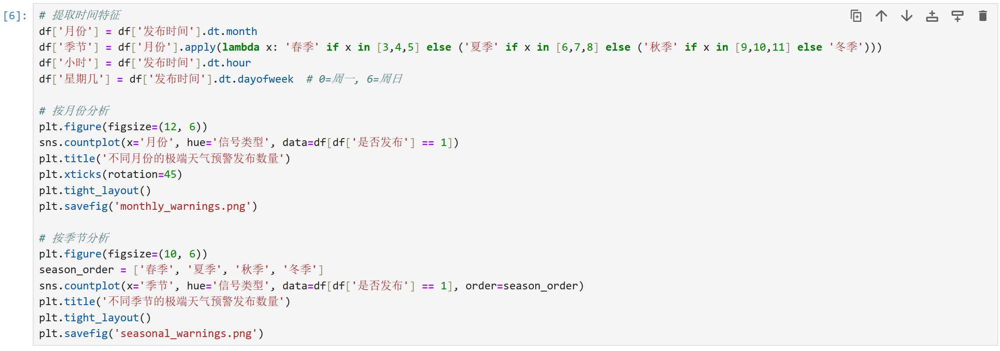 [6]:
# 提取时间特征
df['月份'] = df['发布时间'].dt.month
df['季节'] = df['月份'].apply(lambda x: '春季' if x in [3,4,5] else ('夏季' if x in [6,7,8] else ('秋季' if x in [9,10,11] else '冬季')))
df['小时'] = df['发布时间'].dt.hour
df['星期几'] = df['发布时间'].dt.dayofweek  # 0=周一, 6=周日
# 按月份分析
plt.figure(figsize=(12, 6))
sns.countplot(x='月份', hue='信号类型', data=df[df['是否发布'] == 1])
plt.title('不同月份的极端天气预警发布数量')
plt.xticks(rotation=45)
plt.tight_layout()
plt.savefig('monthly_warnings.png')
# 按季节分析
plt.figure(figsize=(10, 6))
season_order = ['春季', '夏季', '秋季', '冬季']
sns.countplot(x='季节', hue='信号类型', data=df[df['是否发布'] == 1], order=season_order)
plt.title('不同季节的极端天气预警发布数量')
plt.tight_layout()
plt.savefig('seasonal_warnings.png')